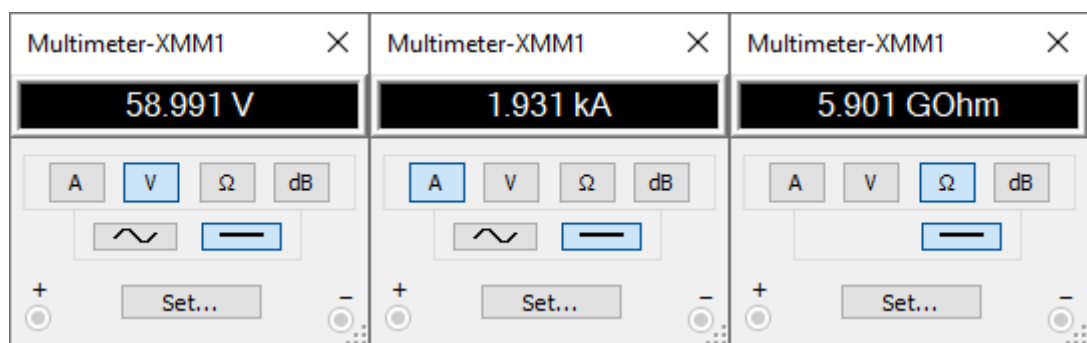 Multimeter-XMM1 ×
58.991 V
A V Ω dB
+ Set... –
Multimeter-XMM1 ×
1.931 kA
A V Ω dB
+ Set... –
Multimeter-XMM1 ×
5.901 GOhm
A V Ω dB
+ Set... –